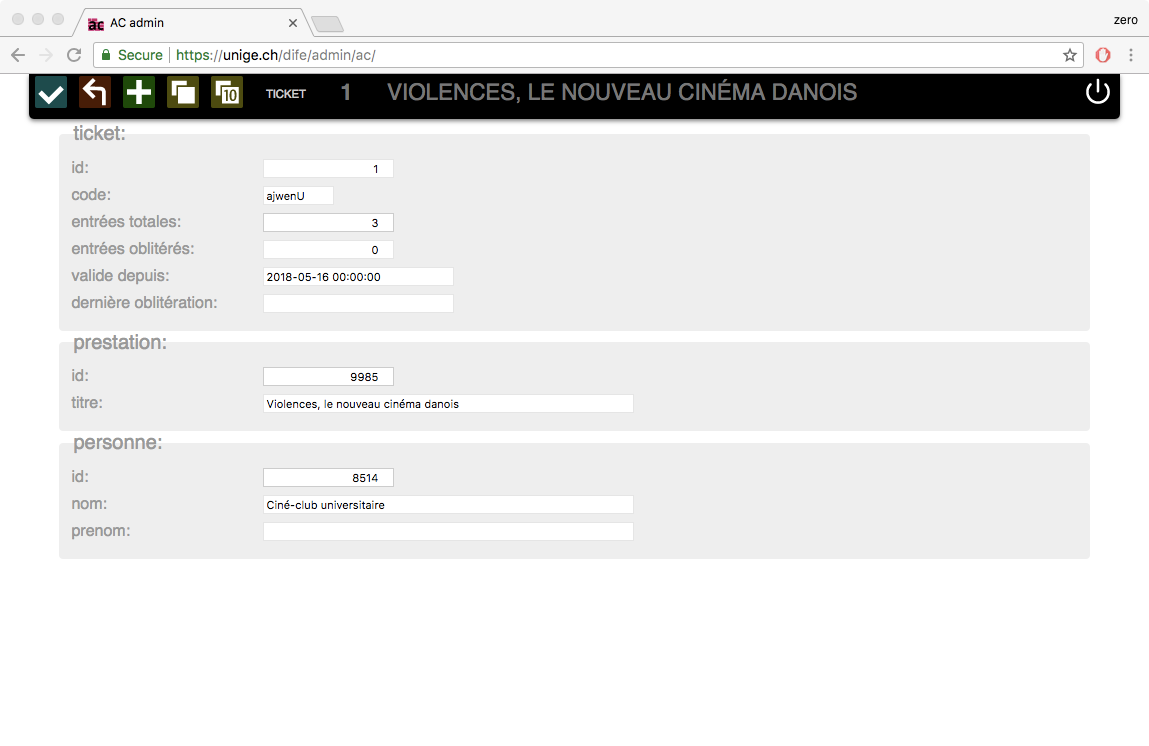 AC admin
zero
Secure https://unige.ch/dife/admin/ac/
10 TICKET 1 VIOLENCES, LE NOUVEAU CINÉMA DANOIS
ticket:
id: 1
code: ajwenU
entrées totales: 3
entrées oblitérés: 0
valide depuis: 2018-05-16 00:00:00
dernière oblitération:
prestation:
id: 9985
titre: Violences, le nouveau cinéma danois
personne:
id: 8514
nom: Ciné-club universitaire
prenom: